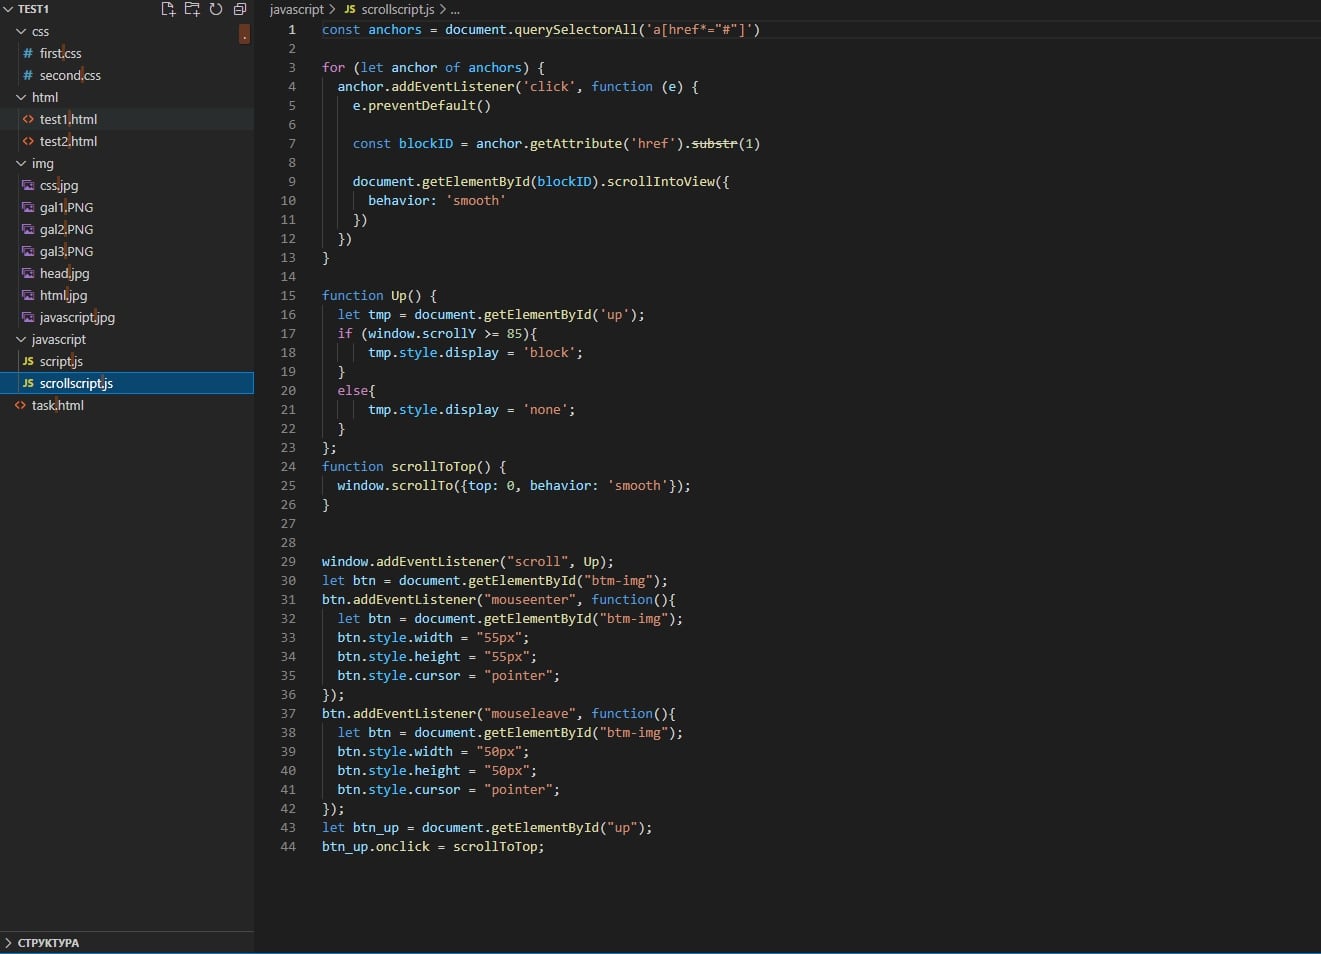 TEST1
css
.
# first.css
# second.css
html
<> test1.html
<> test2.html
img
css.jpg
gal1.PNG
gal2.PNG
gal3.PNG
head.jpg
html.jpg
javascript.jpg
javascript
JS script.js
JS scrollscript.js
<> task.html
СТРУКТУРА
javascript > JS scrollscript.js > ...
1 const anchors = document.querySelectorAll('a[href*="#"]')
2
3 for (let anchor of anchors) {
4   anchor.addEventListener('click', function (e) {
5     e.preventDefault()
6
7     const blockID = anchor.getAttribute('href').substr(1)
8
9     document.getElementById(blockID).scrollIntoView({
10       behavior: 'smooth'
11     })
12   })
13 }
14
15 function Up() {
16   let tmp = document.getElementById('up');
17   if (window.scrollY >= 85){
18       tmp.style.display = 'block';
19   }
20   else{
21       tmp.style.display = 'none';
22   }
23 };
24 function scrollToTop() {
25   window.scrollTo({top: 0, behavior: 'smooth'});
26 }
27
28
29 window.addEventListener("scroll", Up);
30 let btn = document.getElementById("btm-img");
31 btn.addEventListener("mouseenter", function(){
32   let btn = document.getElementById("btm-img");
33   btn.style.width = "55px";
34   btn.style.height = "55px";
35   btn.style.cursor = "pointer";
36 });
37 btn.addEventListener("mouseleave", function(){
38   let btn = document.getElementById("btm-img");
39   btn.style.width = "50px";
40   btn.style.height = "50px";
41   btn.style.cursor = "pointer";
42 });
43 let btn_up = document.getElementById("up");
44 btn_up.onclick = scrollToTop;